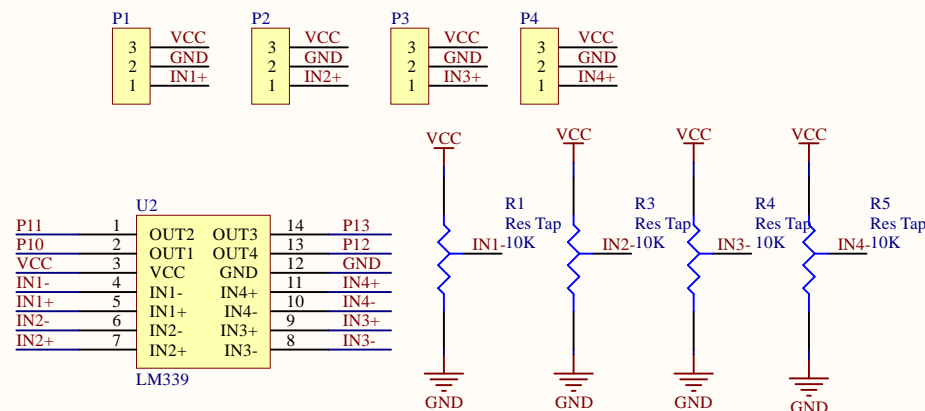 P1 P2 P3 P4
3 VCC 3 VCC 3 VCC 3 VCC
2 GND 2 GND 2 GND 2 GND
1 IN1+ 1 IN2+ 1 IN3+ 1 IN4+
VCC VCC VCC VCC
R1 R3 R4 R5
Res Tap Res Tap Res Tap Res Tap
IN1- 10K IN2- 10K IN3- 10K IN4- 10K
GND GND GND GND
U2
P11 1 OUT2 OUT3 14 P13
P10 2 OUT1 OUT4 13 P12
VCC 3 VCC GND 12 GND
IN1- 4 IN1- IN4+ 11 IN4+
IN1+ 5 IN1+ IN4- 10 IN4-
IN2- 6 IN2- IN3+ 9 IN3+
IN2+ 7 IN2+ IN3- 8 IN3-
LM339